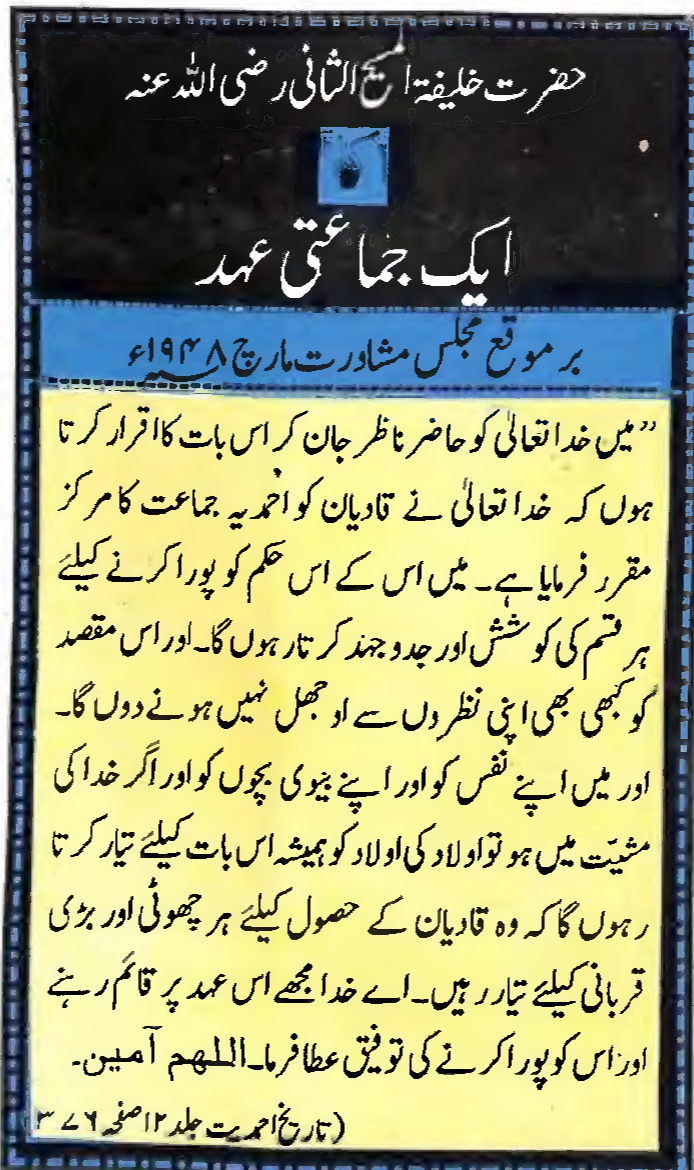 حضرت خلیفۃ المسیح الثانی رضی اللہ عنہ
ایک جماعتی عہد
بر موقع مجلس مشاورت مارچ ۱۹۴۸ء
”میں خدا تعالیٰ کو حاضر ناظر جان کر اس بات کا اقرار کرتا
ہوں کہ خدا تعالیٰ نے قادیان کو احمدیہ جماعت کا مرکز
مقرر فرمایا ہے۔ میں اس کے اس حکم کو پورا کرنے کیلئے
ہر قسم کی کوشش اور جدوجہد کرتا رہوں گا۔ اور اس مقصد
کو کبھی بھی اپنی نظروں سے اوجھل نہیں ہونے دوں گا۔
اور میں اپنے نفس کو اور اپنے بیوی بچوں کو اور اگر خدا کی
مشیّت میں ہو تو اولاد کی اولاد کو ہمیشہ اس بات کیلئے تیار کرتا
رہوں گا کہ وہ قادیان کے حصول کیلئے ہر چھوٹی اور بڑی
قربانی کیلئے تیار رہیں۔ اے خدا مجھے اس عہد پر قائم رہنے
اور اس کو پورا کرنے کی توفیق عطا فرما۔ اللھم آمین۔
(تاریخ احمدیت جلد ۱۲ صفحہ ۳۷۶)